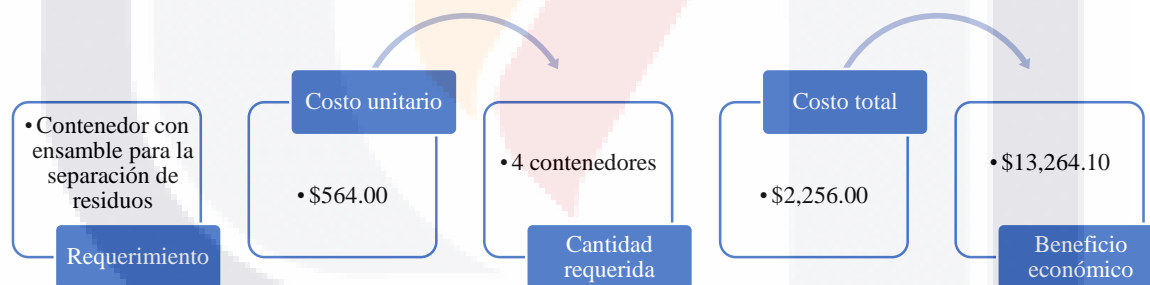 • Contenedor con
ensamble para la
separación de
residuos
Requerimiento
Costo unitario
• $564.00
• 4 contenedores
Cantidad
requerida
Costo total
• $2,256.00
• $13,264.10
Beneficio
económico